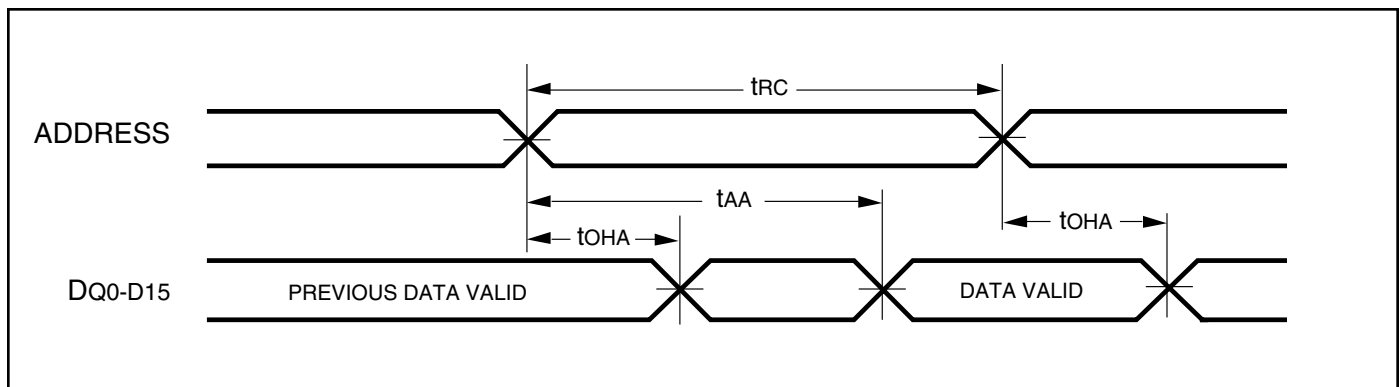 tRC
ADDRESS
tAA
tOHA
tOHA
DQ0-D15
PREVIOUS DATA VALID
DATA VALID